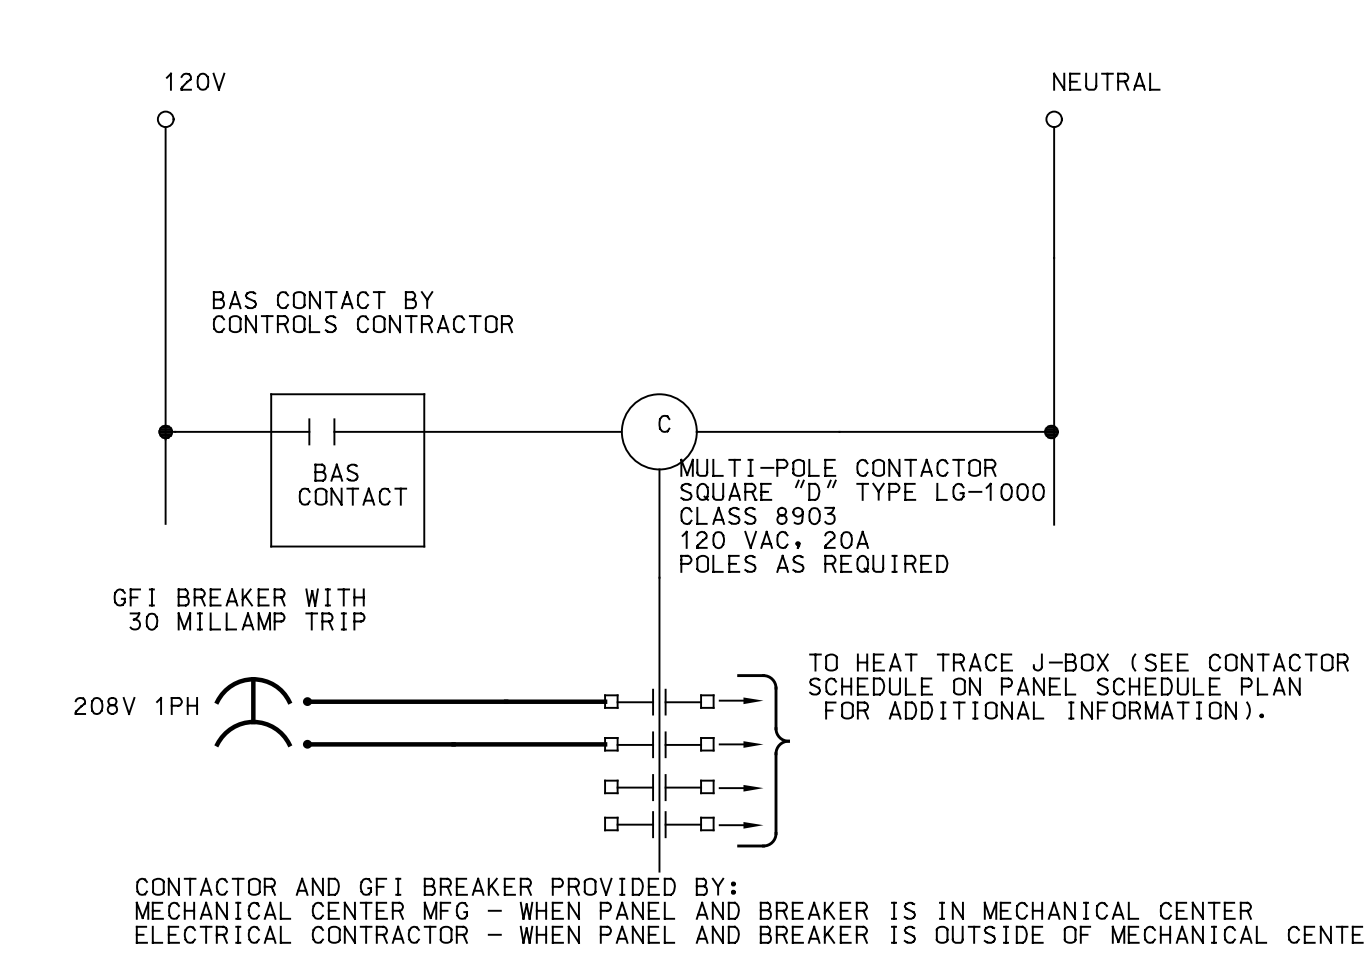 120V
NEUTRAL
BAS CONTACT BY
CONTROLS CONTRACTOR
C
BAS
CONTACT
MULTI-POLE CONTACTOR
SQUARE "D" TYPE LG-1000
CLASS 8903
120 VAC, 20A
POLES AS REQUIRED
GFI BREAKER WITH
30 MILLAMP TRIP
208V 1PH
TO HEAT TRACE J-BOX (SEE CONTACTOR
SCHEDULE ON PANEL SCHEDULE PLAN
FOR ADDITIONAL INFORMATION).
CONTACTOR AND GFI BREAKER PROVIDED BY:
MECHANICAL CENTER MFG - WHEN PANEL AND BREAKER IS IN MECHANICAL CENTER
ELECTRICAL CONTRACTOR - WHEN PANEL AND BREAKER IS OUTSIDE OF MECHANICAL CENTE